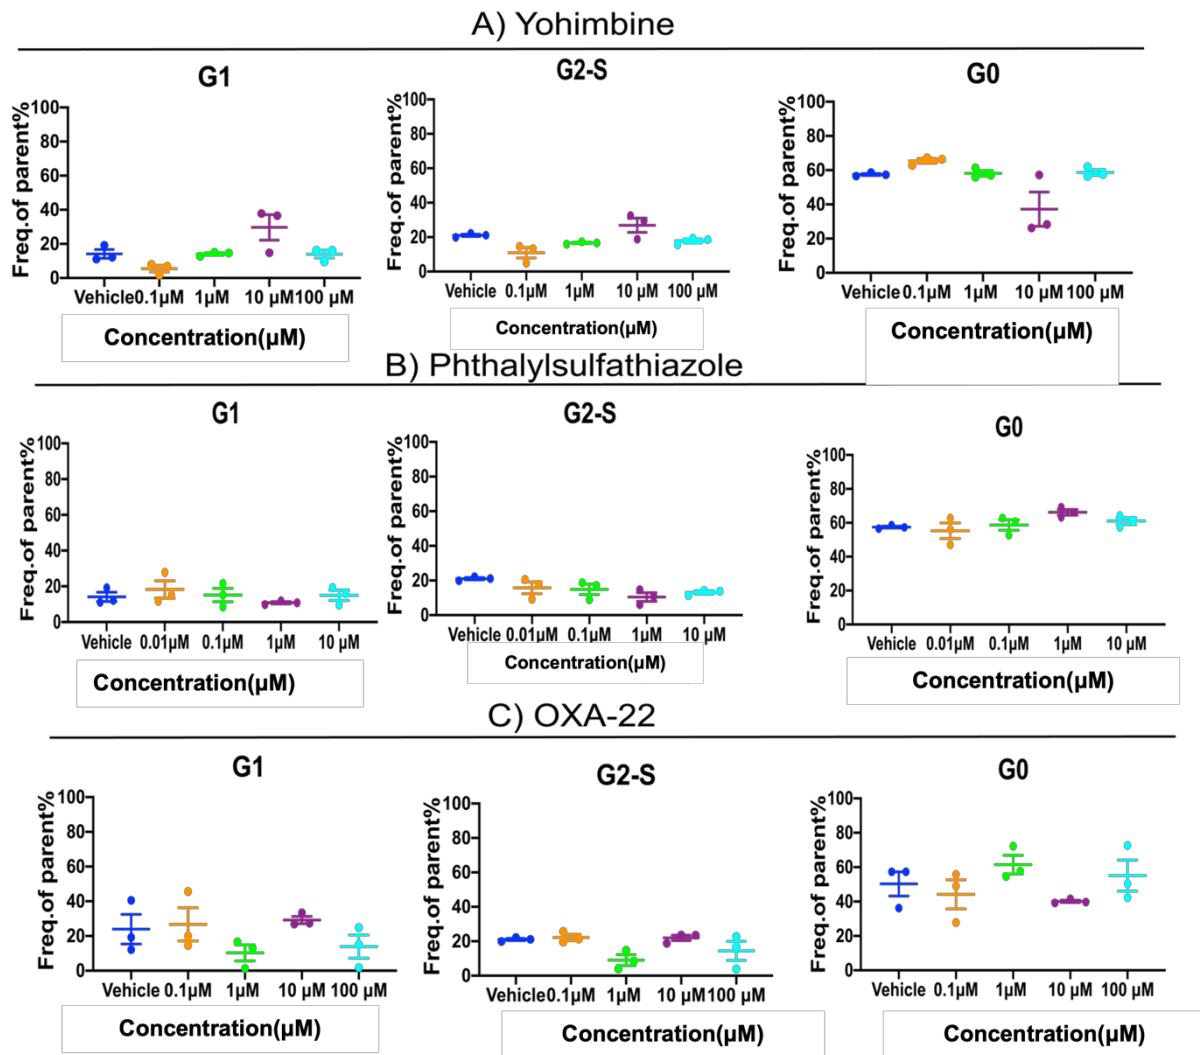 A) Yohimbine
G1
G2-S
G0
Freq.of parent%
100
80
60
40
20
0
Vehicle 0.1µM 1µM 10 µM 100 µM
Concentration(µM)
Freq.of parent%
100
80
60
40
20
0
Vehicle 0.1µM 1µM 10 µM 100 µM
Concentration(µM)
Freq.of parent%
100
80
60
40
20
0
Vehicle 0.1µM 1µM 10 µM 100 µM
Concentration(µM)
B) Phthalylsulfathiazole
G1
G2-S
G0
Freq.of parent%
100
80
60
40
20
0
Vehicle 0.01µM 0.1µM 1µM 10 µM
Concentration(µM)
Freq.of parent%
100
80
60
40
20
0
Vehicle 0.01µM 0.1µM 1µM 10 µM
Concentration(µM)
Freq.of parent%
100
80
60
40
20
0
Vehicle 0.01µM 0.1µM 1µM 10 µM
Concentration(µM)
C) OXA-22
G1
G2-S
G0
Freq.of parent%
100
80
60
40
20
0
Vehicle 0.1µM 1µM 10 µM 100 µM
Concentration(µM)
Freq.of parent%
100
80
60
40
20
0
Vehicle 0.1µM 1µM 10 µM 100 µM
Concentration(µM)
Freq.of parent%
100
80
60
40
20
0
Vehicle 0.1µM 1µM 10 µM 100 µM
Concentration(µM)